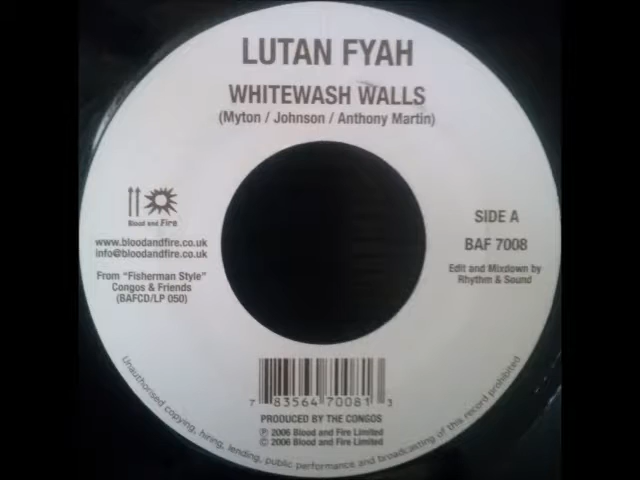 LUTAN FYAH
WHITEWASH WALLS
(Myton / Johnson / Anthony Martin)
Blood and Fire
www.bloodandfire.co.uk
info@bloodandfire.co.uk
From "Fisherman Style"
Congos & Friends
(BAFCD/LP 050)
SIDE A
BAF 7008
Edit and Mixdown by
Rhythm & Sound
7 83564 70081 3
PRODUCED BY THE CONGOS
℗ 2006 Blood and Fire Limited
© 2006 Blood and Fire Limited
Unauthorised copying, hiring, lending, public performance and broadcasting of this record prohibited